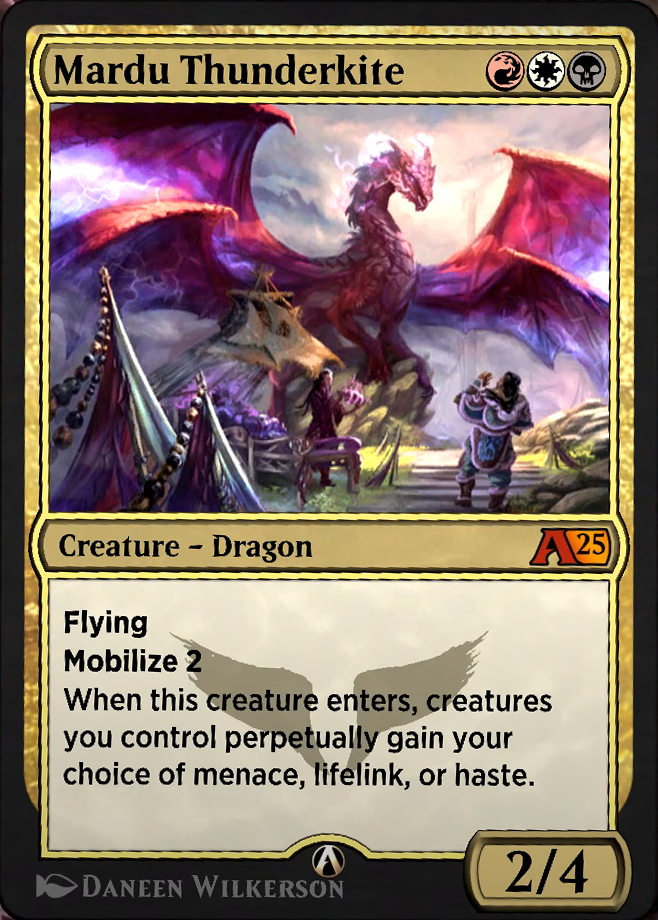 Mardu Thunderkite
Creature – Dragon
A25
Flying
Mobilize 2
When this creature enters, creatures
you control perpetually gain your
choice of menace, lifelink, or haste.
2/4
Daneen Wilkerson